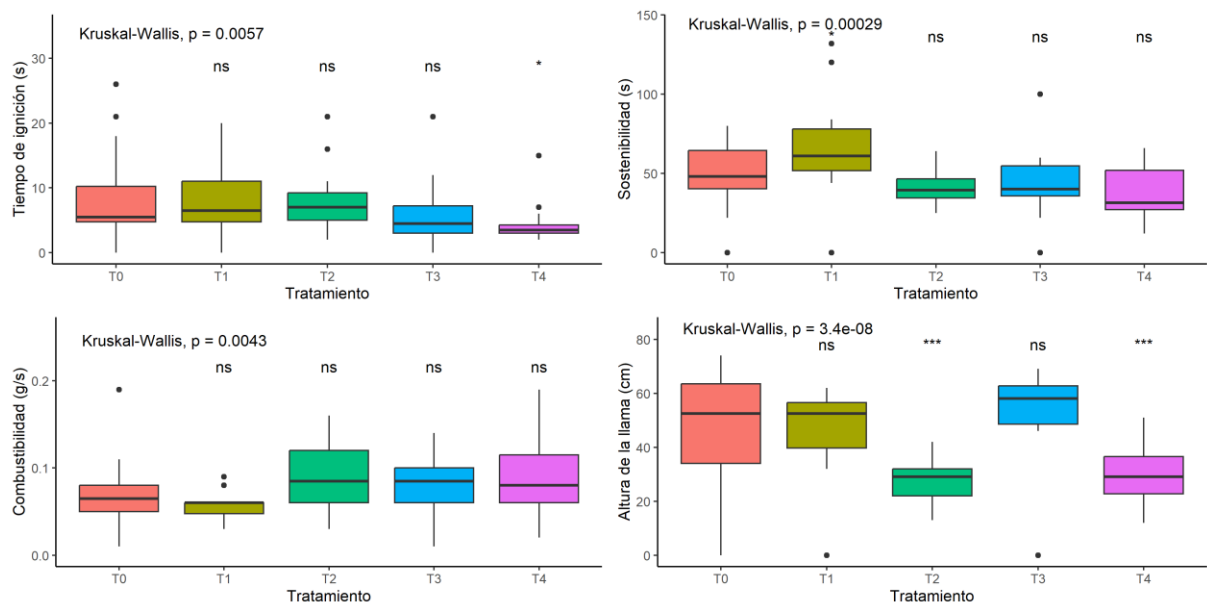 Kruskal-Wallis, p = 0.0057
ns ns ns *
Tiempo de ignición (s)
30
20
10
0
T0 T1 T2 T3 T4
Tratamiento
Kruskal-Wallis, p = 0.00029
* ns ns ns
Sostenibilidad (s)
150
100
50
0
T0 T1 T2 T3 T4
Tratamiento
Kruskal-Wallis, p = 0.0043
ns ns ns ns
Combustibilidad (g/s)
0.2
0.1
0.0
T0 T1 T2 T3 T4
Tratamiento
Kruskal-Wallis, p = 3.4e-08
ns *** ns ***
Altura de la llama (cm)
80
60
40
20
0
T0 T1 T2 T3 T4
Tratamiento